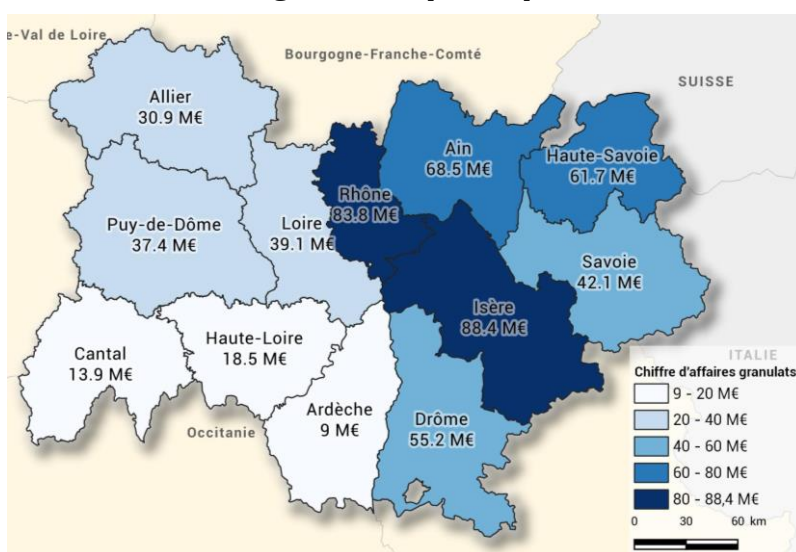 e-Val de Loire
Bourgogne-Franche-Comté
SUISSE
Allier
30.9 M€
Ain
68.5 M€
Haute-Savoie
61.7 M€
Rhône
83.8 M€
Puy-de-Dôme
37.4 M€
Loire
39.1 M€
Savoie
42.1 M€
Isère
88.4 M€
Haute-Loire
18.5 M€
Cantal
13.9 M€
ITALIE
Ardèche
9 M€
Drôme
55.2 M€
Occitanie
Chiffre d'affaires granulats
9 - 20 M€
20 - 40 M€
40 - 60 M€
60 - 80 M€
80 - 88,4 M€
0 30 60 km